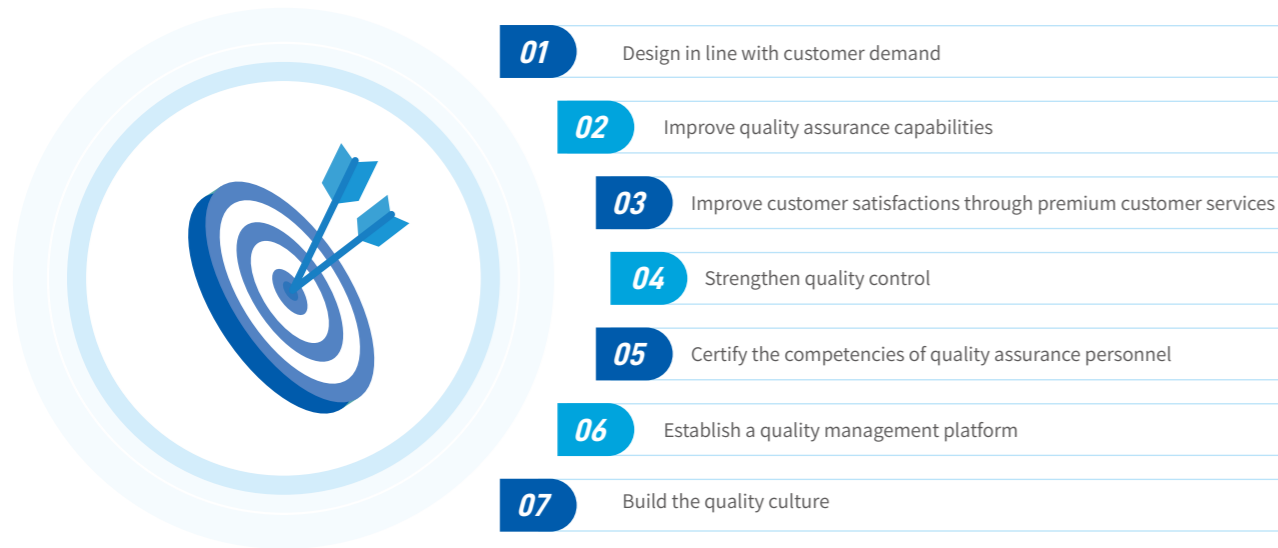 01 Design in line with customer demand
02 Improve quality assurance capabilities
03 Improve customer satisfactions through premium customer services
04 Strengthen quality control
05 Certify the competencies of quality assurance personnel
06 Establish a quality management platform
07 Build the quality culture